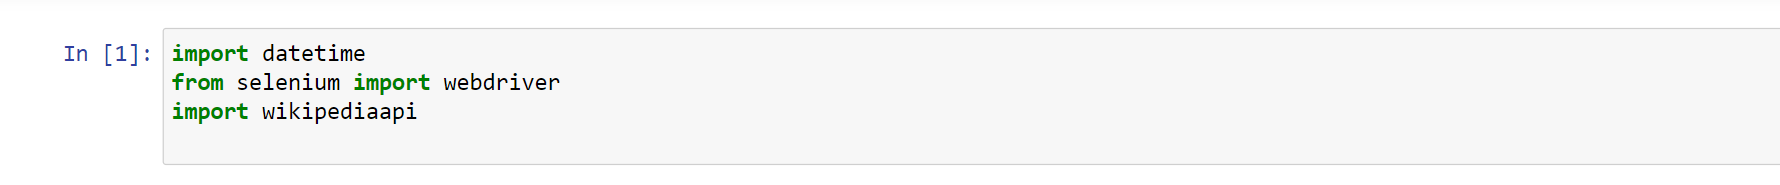 In [1]: import datetime
from selenium import webdriver
import wikipediaapi